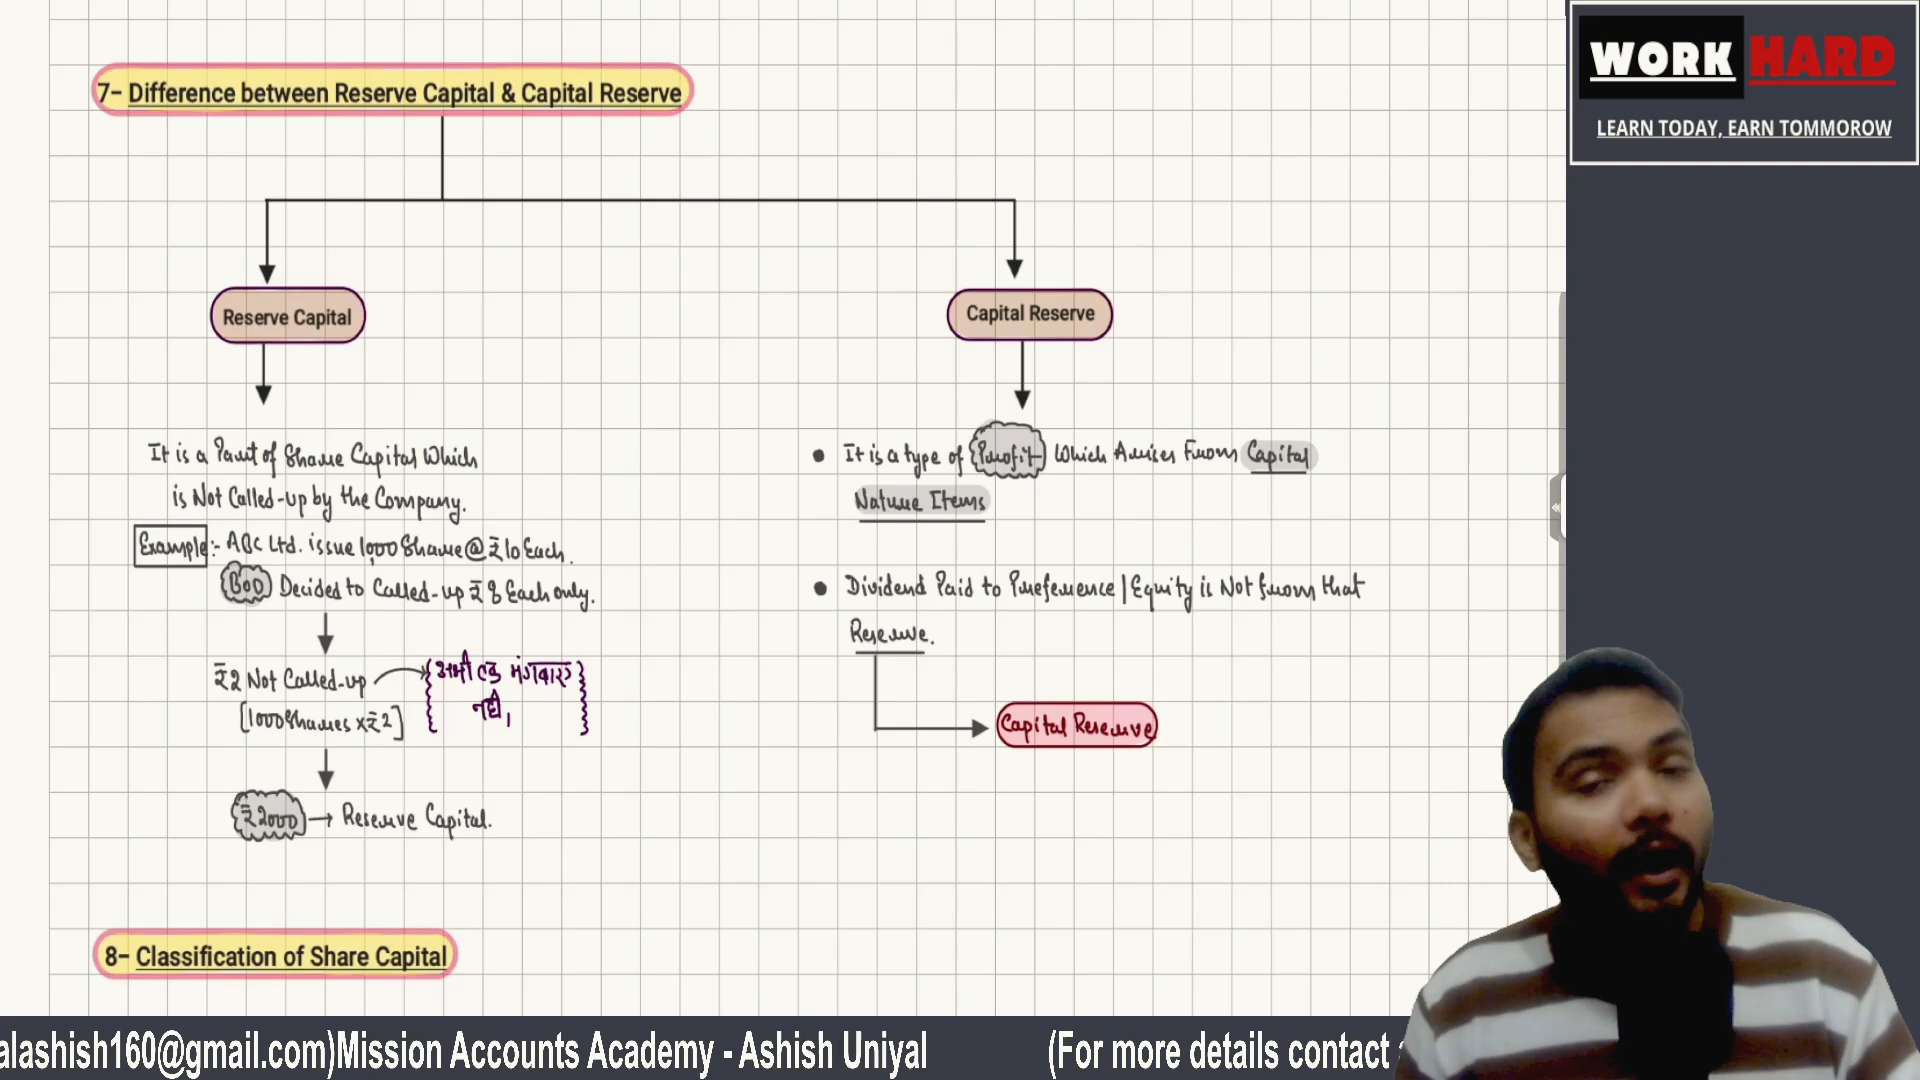 WORK HARD
LEARN TODAY, EARN TOMMOROW
7- Difference between Reserve Capital & Capital Reserve
Reserve Capital
It is a Part of Share Capital Which
is Not Called-up by the Company.
Example:- ABC Ltd. issue 1,000 Share @ ₹10 Each.
BOD Decided to Called-up ₹8 Each only.
₹2 Not Called-up
[1000 Shares x ₹2]
नहीं,
₹2000 → Reserve Capital.
Capital Reserve
• It is a type of Profit Which Arises From Capital
Nature Items
• Dividend Paid to Preference | Equity is Not from that
Reserve.
Capital Reserve
8- Classification of Share Capital
alashish160@gmail.com)Mission Accounts Academy - Ashish Uniyal (For more details contact